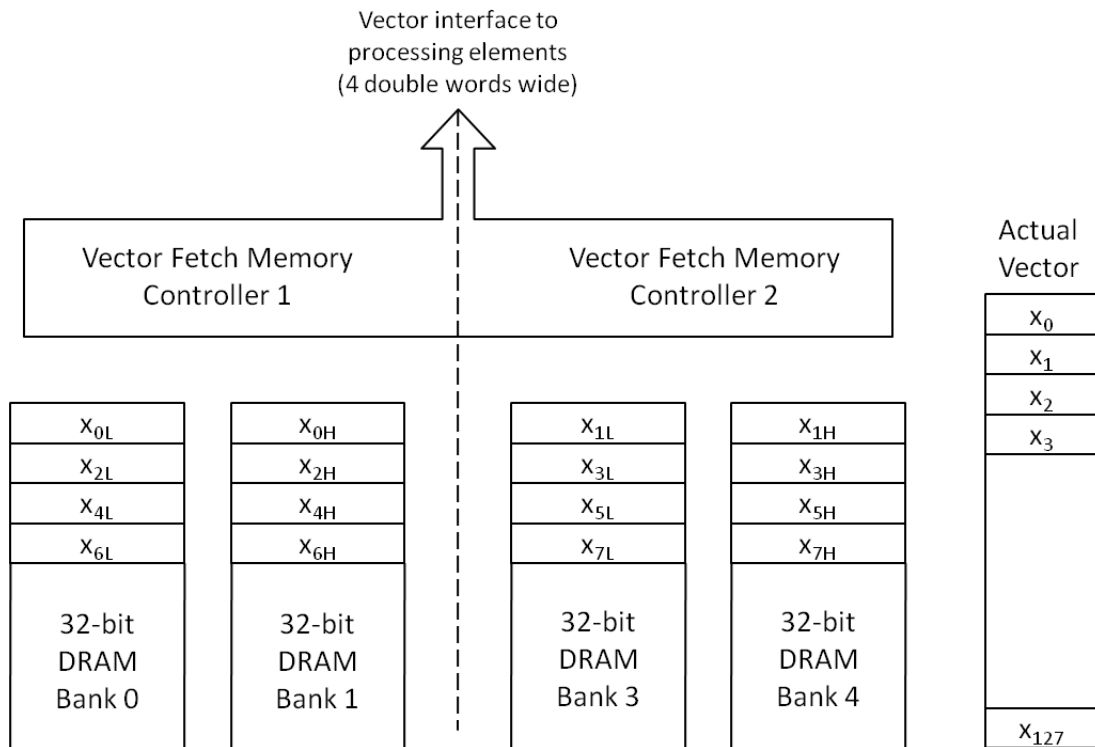 Vector interface to
processing elements
(4 double words wide)
Vector Fetch Memory
Controller 1
Vector Fetch Memory
Controller 2
Actual
Vector
x0
x1
x2
x3
x127
x0L
x2L
x4L
x6L
32-bit
DRAM
Bank 0
x0H
x2H
x4H
x6H
32-bit
DRAM
Bank 1
x1L
x3L
x5L
x7L
32-bit
DRAM
Bank 3
x1H
x3H
x5H
x7H
32-bit
DRAM
Bank 4